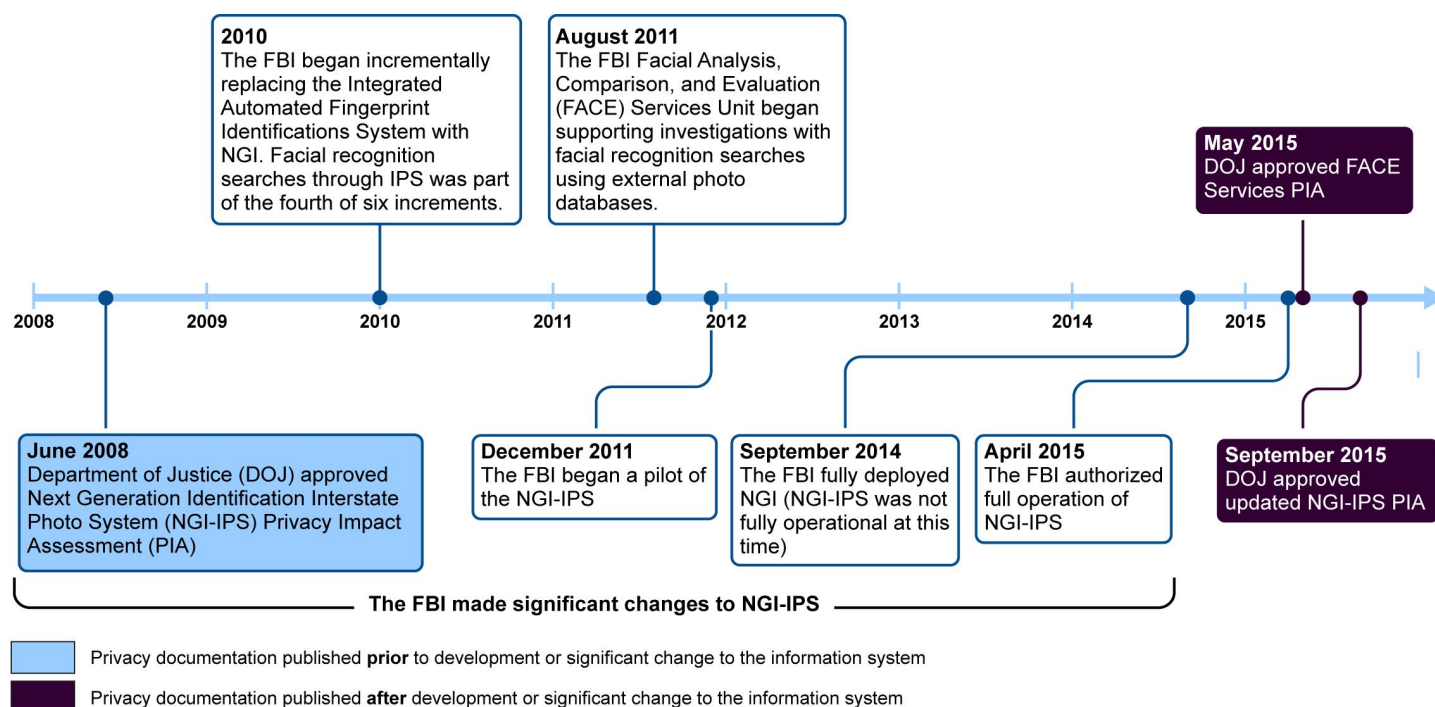 2010
The FBI began incrementally
replacing the Integrated
Automated Fingerprint
Identifications System with
NGI. Facial recognition
searches through IPS was part
of the fourth of six increments.
August 2011
The FBI Facial Analysis,
Comparison, and Evaluation
(FACE) Services Unit began
supporting investigations with
facial recognition searches
using external photo
databases.
May 2015
DOJ approved FACE
Services PIA
2008
2009
2010
2011
2012
2013
2014
2015
June 2008
Department of Justice (DOJ) approved
Next Generation Identification Interstate
Photo System (NGI-IPS) Privacy Impact
Assessment (PIA)
December 2011
The FBI began a pilot of
the NGI-IPS
September 2014
The FBI fully deployed
NGI (NGI-IPS was not
fully operational at this
time)
April 2015
The FBI authorized
full operation of
NGI-IPS
September 2015
DOJ approved
updated NGI-IPS PIA
The FBI made significant changes to NGI-IPS
Privacy documentation published prior to development or significant change to the information system
Privacy documentation published after development or significant change to the information system